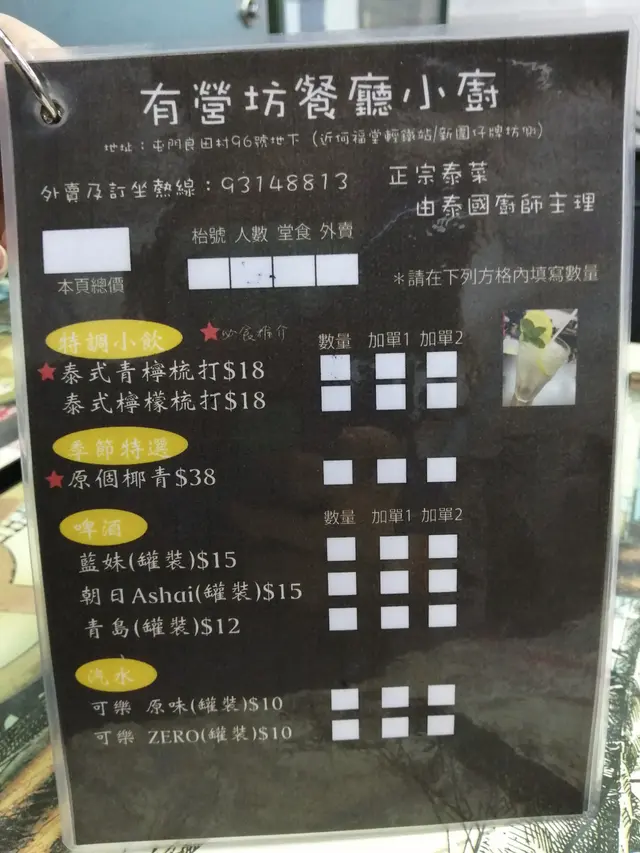 有營坊餐廳小廚
地址：屯門良田村96號地下（近何福堂輕鐵站/新圍仔牌坊側）
外賣及訂坐熱線：93148813
正宗泰菜
由泰國廚師主理
枱號 人數 堂食 外賣
本頁總價
＊請在下列方格內填寫數量
特調小飲
★必食推介
數量 加單1 加單2
★泰式青檸梳打$18
泰式檸檬梳打$18
季節特選
★原個椰青$38
啤酒
數量 加單1 加單2
藍妹(罐裝)$15
朝日Ashai(罐裝)$15
青島(罐裝)$12
汽水
可樂 原味(罐裝)$10
可樂 ZERO(罐裝)$10